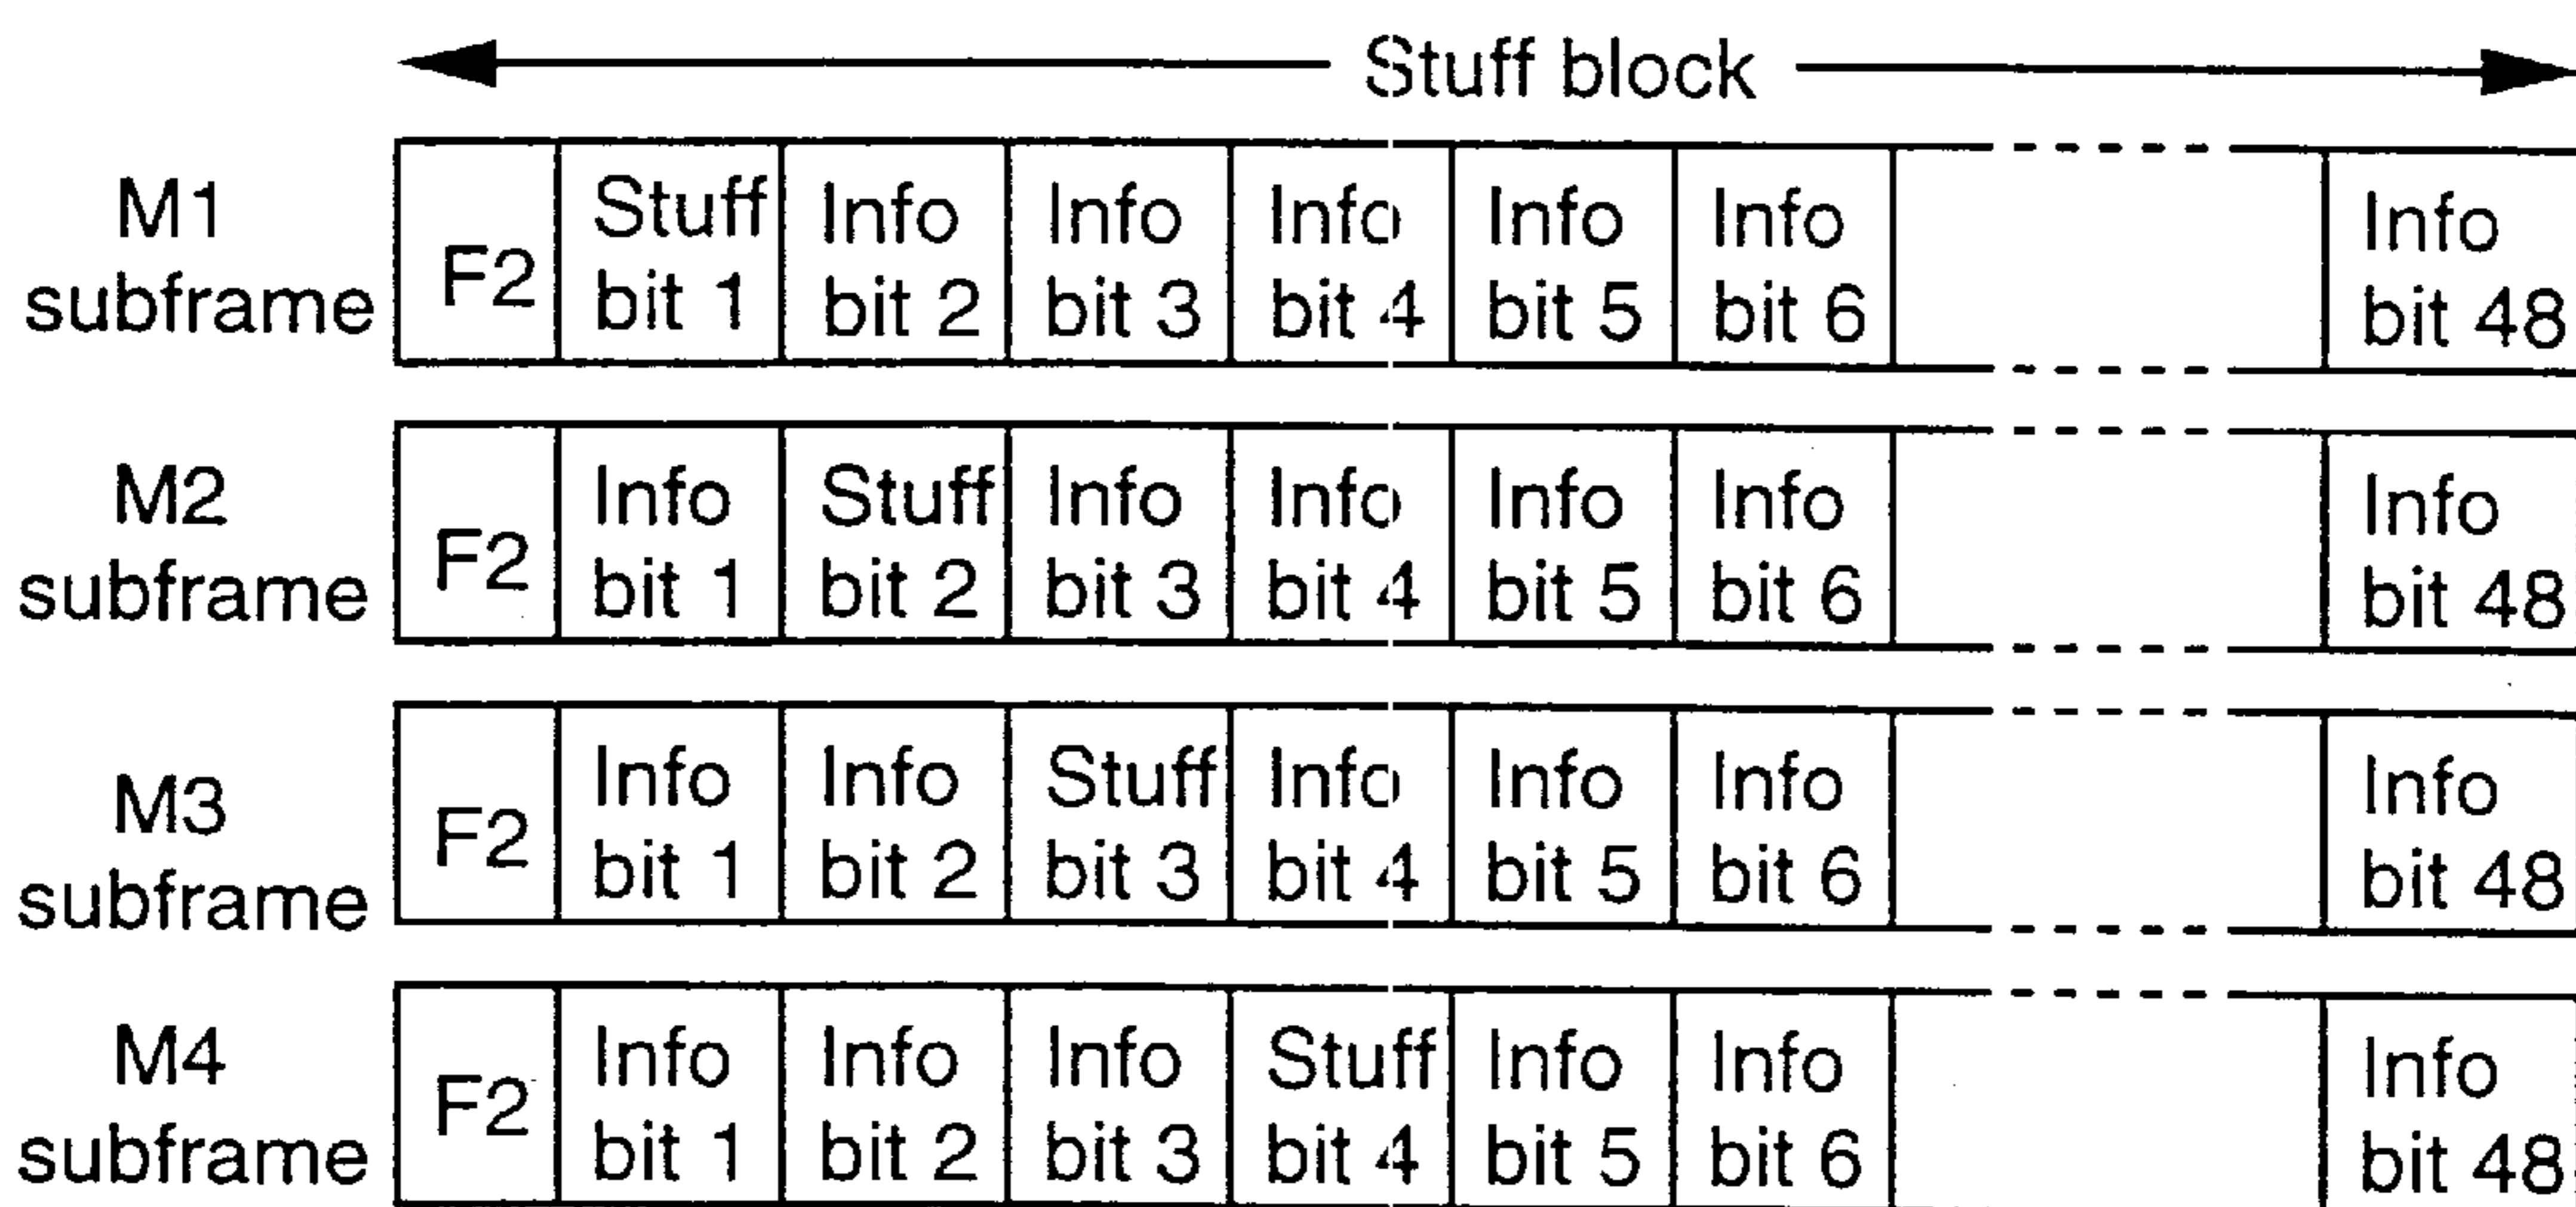 Stuff block
M1
subframe
F2
Stuff
bit 1
Info
bit 2
Info
bit 3
Info
bit 4
Info
bit 5
Info
bit 6
Info
bit 48
M2
subframe
F2
Info
bit 1
Stuff
bit 2
Info
bit 3
Info
bit 4
Info
bit 5
Info
bit 6
Info
bit 48
M3
subframe
F2
Info
bit 1
Info
bit 2
Stuff
bit 3
Info
bit 4
Info
bit 5
Info
bit 6
Info
bit 48
M4
subframe
F2
Info
bit 1
Info
bit 2
Info
bit 3
Stuff
bit 4
Info
bit 5
Info
bit 6
Info
bit 48